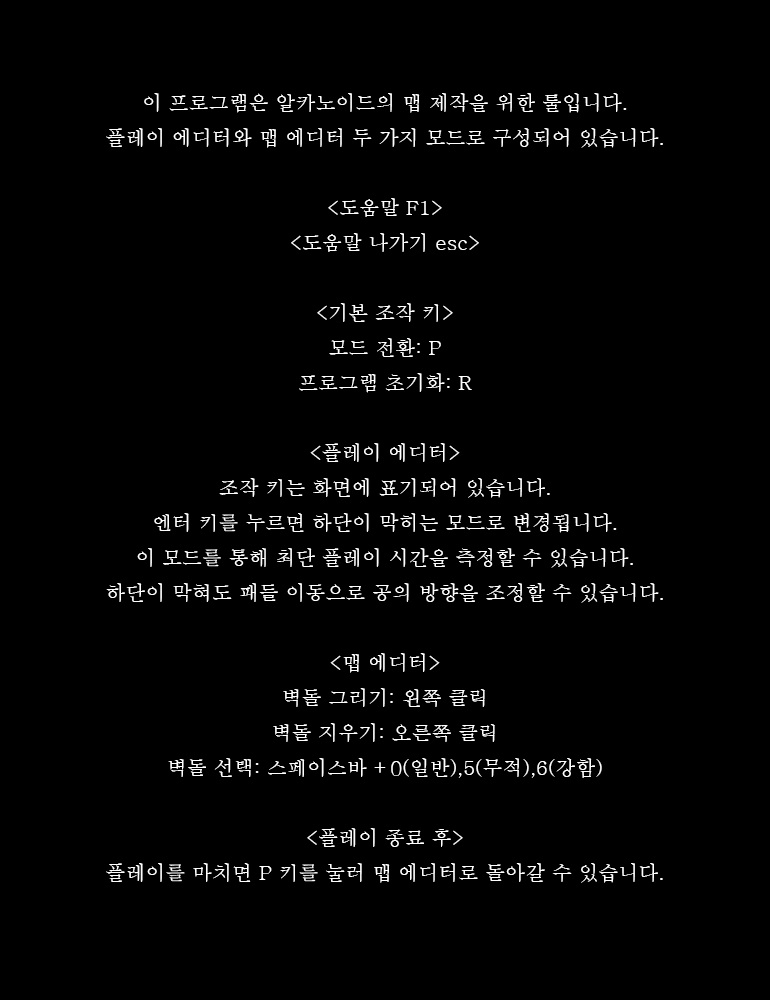 이 프로그램은 알카노이드의 맵 제작을 위한 툴입니다.
플레이 에디터와 맵 에디터 두 가지 모드로 구성되어 있습니다.
<도움말 F1>
<도움말 나가기 esc>
<기본 조작 키>
모드 전환: P
프로그램 초기화: R
<플레이 에디터>
조작 키는 화면에 표기되어 있습니다.
엔터 키를 누르면 하단이 막히는 모드로 변경됩니다.
이 모드를 통해 최단 플레이 시간을 측정할 수 있습니다.
하단이 막혀도 패들 이동으로 공의 방향을 조정할 수 있습니다.
<맵 에디터>
벽돌 그리기: 왼쪽 클릭
벽돌 지우기: 오른쪽 클릭
벽돌 선택: 스페이스바 + 0(일반),5(무적),6(강함)
<플레이 종료 후>
플레이를 마치면 P 키를 눌러 맵 에디터로 돌아갈 수 있습니다.